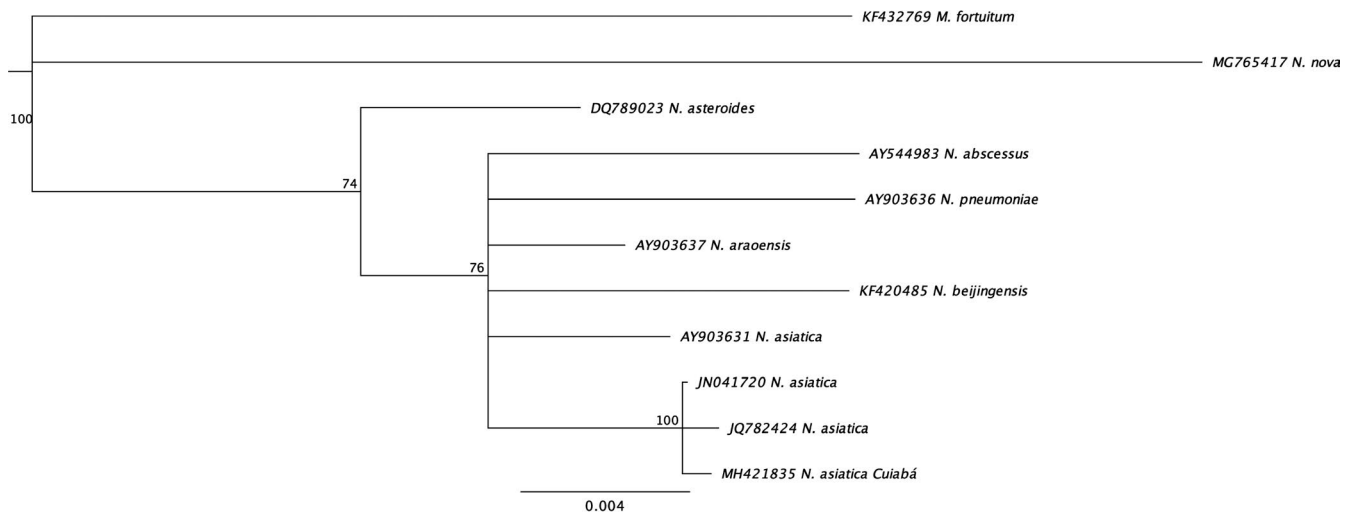 KF432769 M. fortuitum
MG765417 N. nova
DQ789023 N. asteroides
100
AY544983 N. abscessus
74
AY903636 N. pneumoniae
AY903637 N. araoensis
76
KF420485 N. beijingensis
AY903631 N. asiatica
JN041720 N. asiatica
100
JQ782424 N. asiatica
MH421835 N. asiatica Cuiabá
0.004